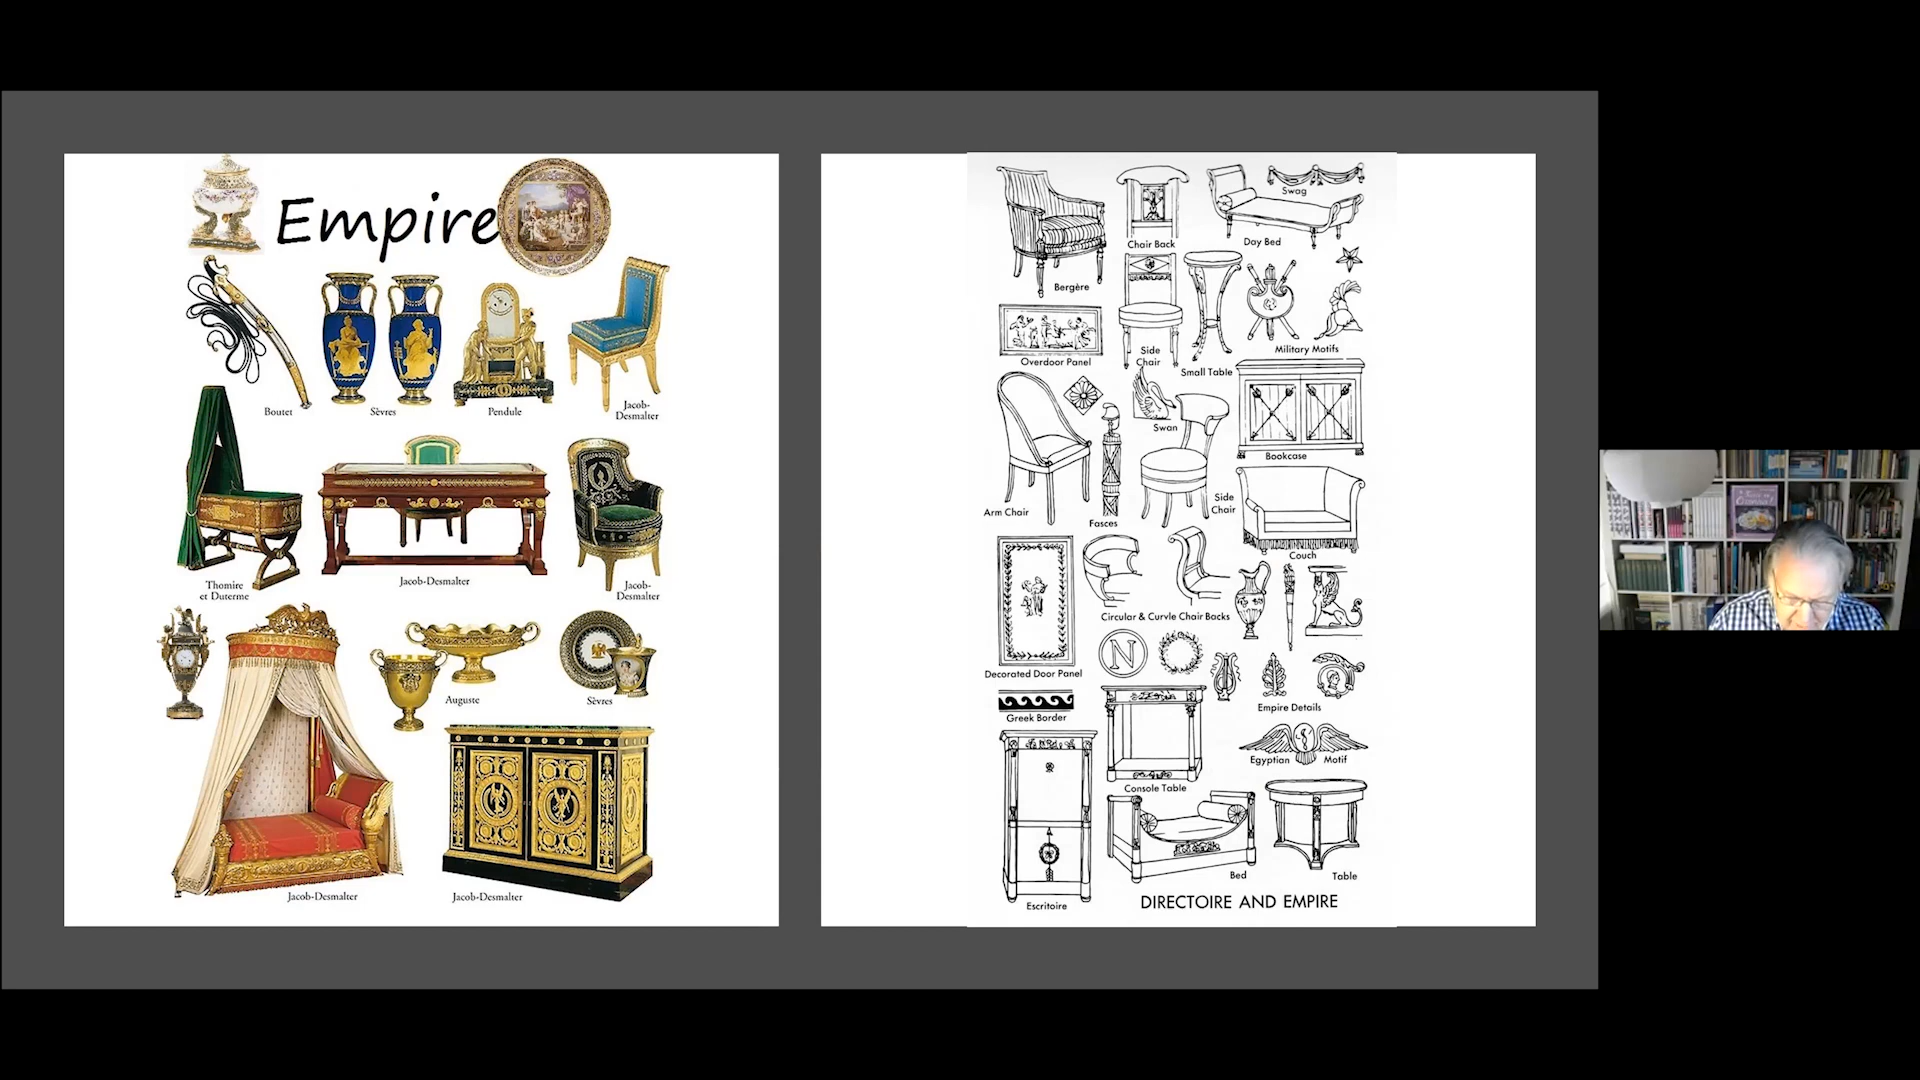 Empire
Boutet
Sèvres
Pendule
Jacob-
Desmalter
Thomire
et Duterme
Jacob-Desmalter
Jacob-
Desmalter
Auguste
Sèvres
Jacob-Desmalter
Jacob-Desmalter
Swag
Chair Back
Day Bed
Bergère
Overdoor Panel
Side
Chair
Small Table
Military Motifs
Swan
Bookcase
Arm Chair
Fasces
Side
Chair
Couch
Circular & Curvle Chair Backs
N
Decorated Door Panel
Empire Details
Greek Border
Egyptian Motif
Console Table
Bed
Table
Escritoire
DIRECTOIRE AND EMPIRE